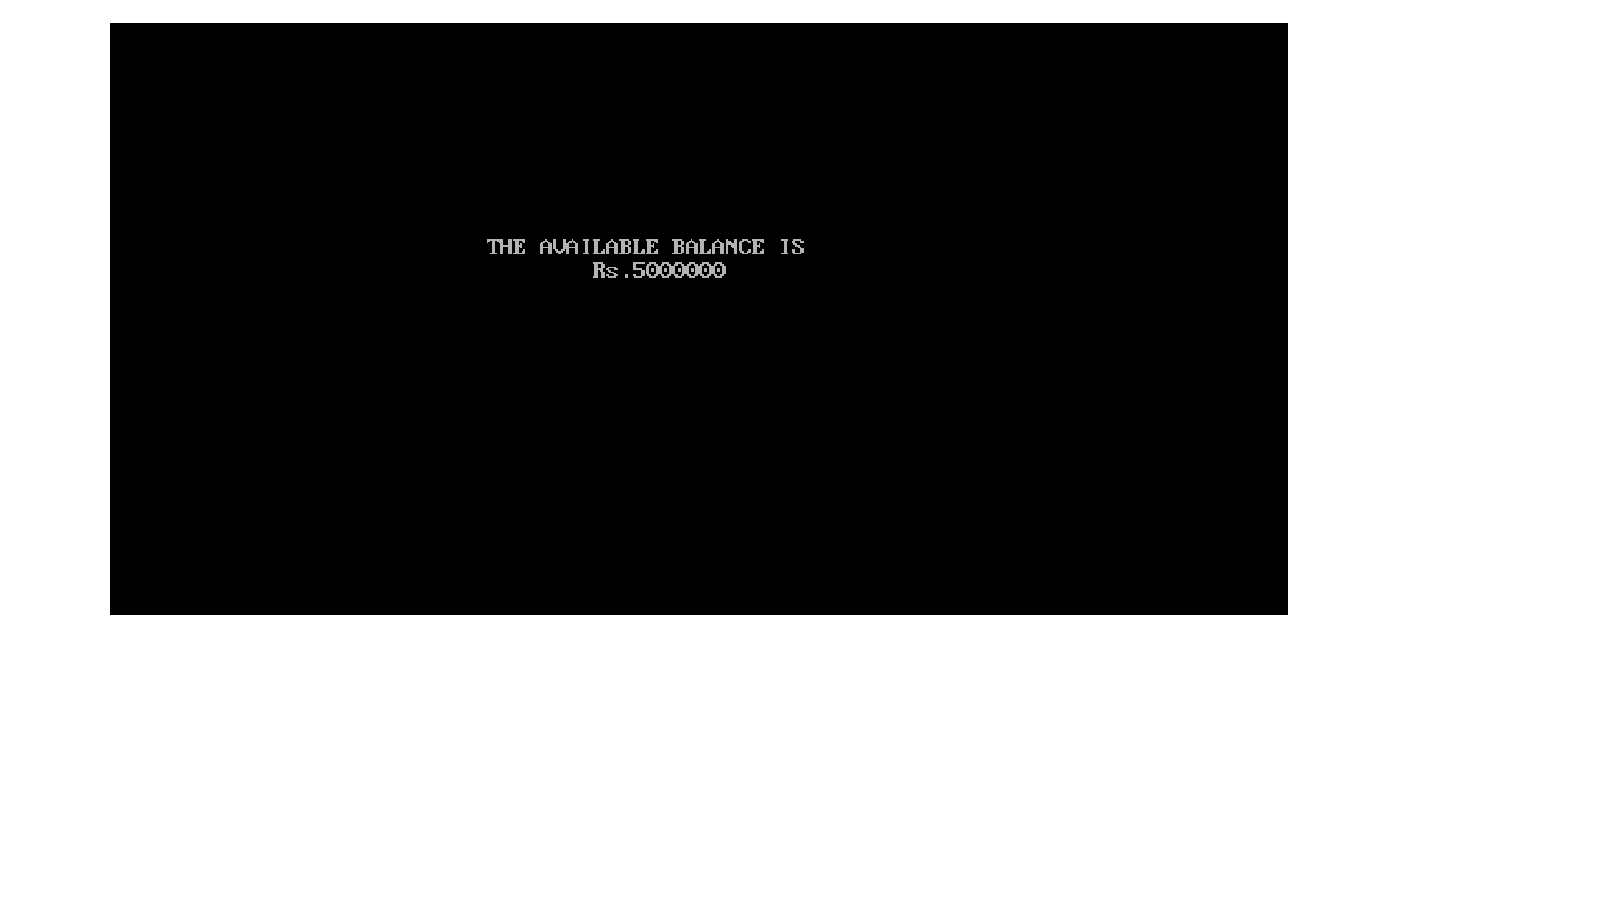 THE AVAILABLE BALANCE IS
Rs.5000000